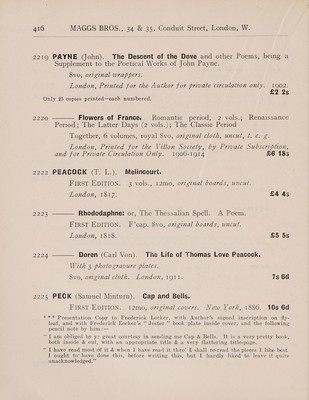 416 MAGGS BROS., 34 & 35, Conduit Street, London, W.
2219 PAYNE (John). The Descent of the Dove and other Poems, being a
Supplement to the Poetical Works of John Payne.
8vo, original wrappers.
London, Printed for the Author for private circulation only. 1902.
£2 2s
Only 25 copies printed—each numbered.
2220 ——— Flowers of France. Romantic period, 2 vols.; Renaissance
Period; The Latter Days (2 vols.); The Classic Period
Together, 6 volumes, royal 8vo, original cloth, uncut, t. e. g.
London, Printed for the Villon Society, by Private Subscription,
and for Private Circulation Only. 1906-1914 £6 18s
2222 PEACOCK (T. L.). Melincourt.
FIRST EDITION. 3 vols., 12mo, original boards, uncut.
London, 1817. £4 4s
2223 ——— Rhododaphne: or, The Thessalian Spell. A Poem.
FIRST EDITION. F'cap. 8vo, original boards, uncut.
London, 1818. £5 5s
2224 ——— Doren (Carl Von). The Life of Thomas Love Peacock.
With 3 photogravure plates.
8vo, original cloth. London, 1911. 7s 6d
2225 PECK (Samuel Minturn). Cap and Bells.
FIRST EDITION. 12mo, original covers. New York, 1886. 10s 6d
*** Presentation Copy to Frederick Locker, with Author's signed inscription on fly-
leaf, and with Frederick Locker's "Jester" book plate inside cover, and the following
pencil note by him:—
"I am obliged by yr great courtesy in sending me Cap & Bells. It is a very pretty book,
both inside & out, with an appropriate title & a very flattering titlepage.
"I have read most of it & when I have read it thro' I shall re-read the pieces I like best.
I ought to have done this, before writing this, but I hardly liked to leave it quite
unacknowledged."